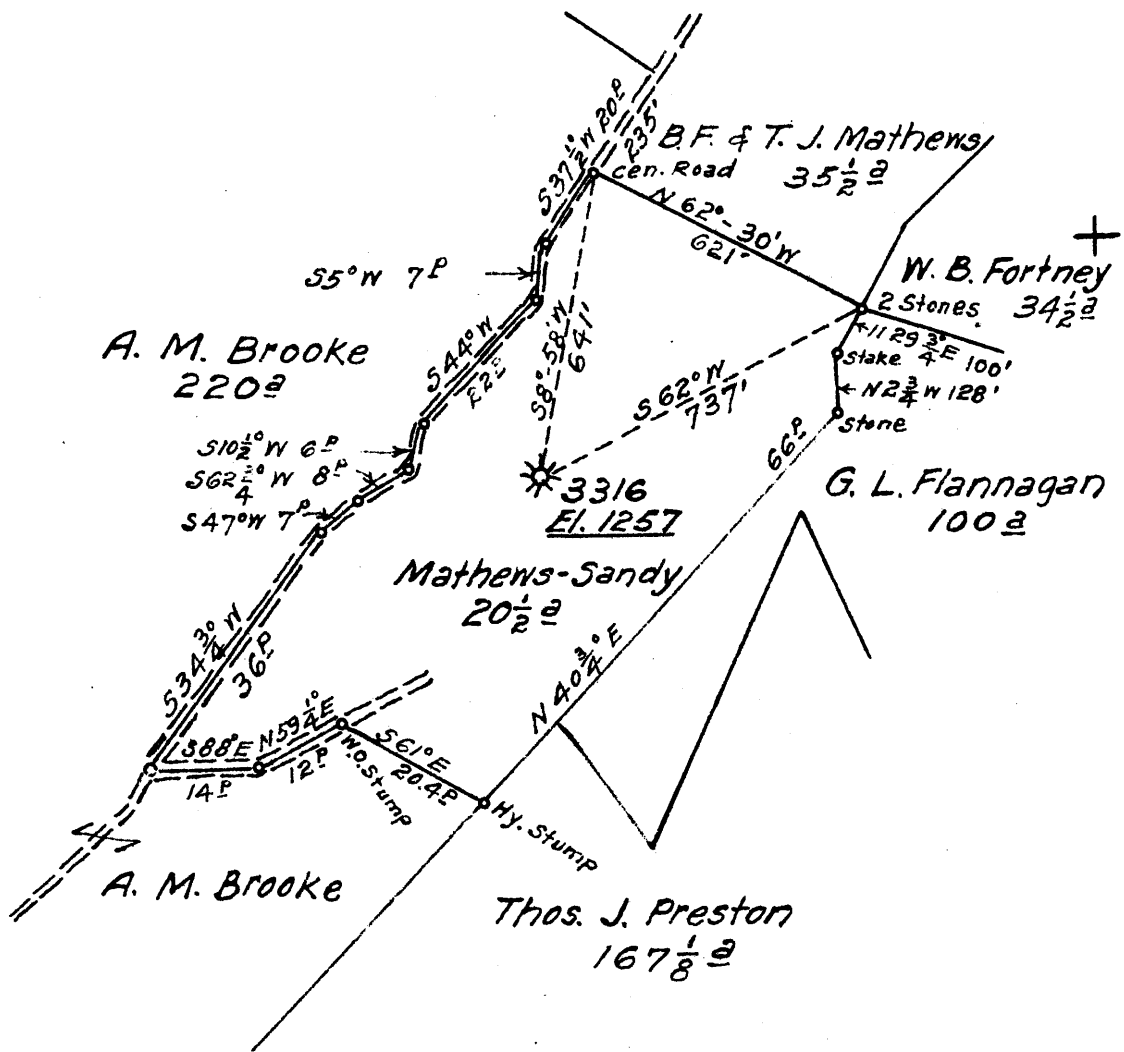 S37½°W 20P
235'
B.F. & T. J. Mathews
35½ a
cen. Road
N 62°-30'W
621'
S5°W 7P
W. B. Fortney
34½ a
2 Stones.
A. M. Brooke
220 a
S44°W
22P
S8°-58'W
641'
S62°W
737'
N 29¾°E 100'
Stake
N2¾W 128'
Stone
S10½°W 6P
S62¾°W 8P
S47°W 7P
66P
3316
El. 1257
G. L. Flannagan
100 a
Mathews-Sandy
20½ a
S34¾°W
36P
N 40¾°E
S88°E
14P
N59¼°E
12P
W.O. Stump
S61°E
20.4P
Hy. Stump
A. M. Brooke
Thos. J. Preston
167⅛ a